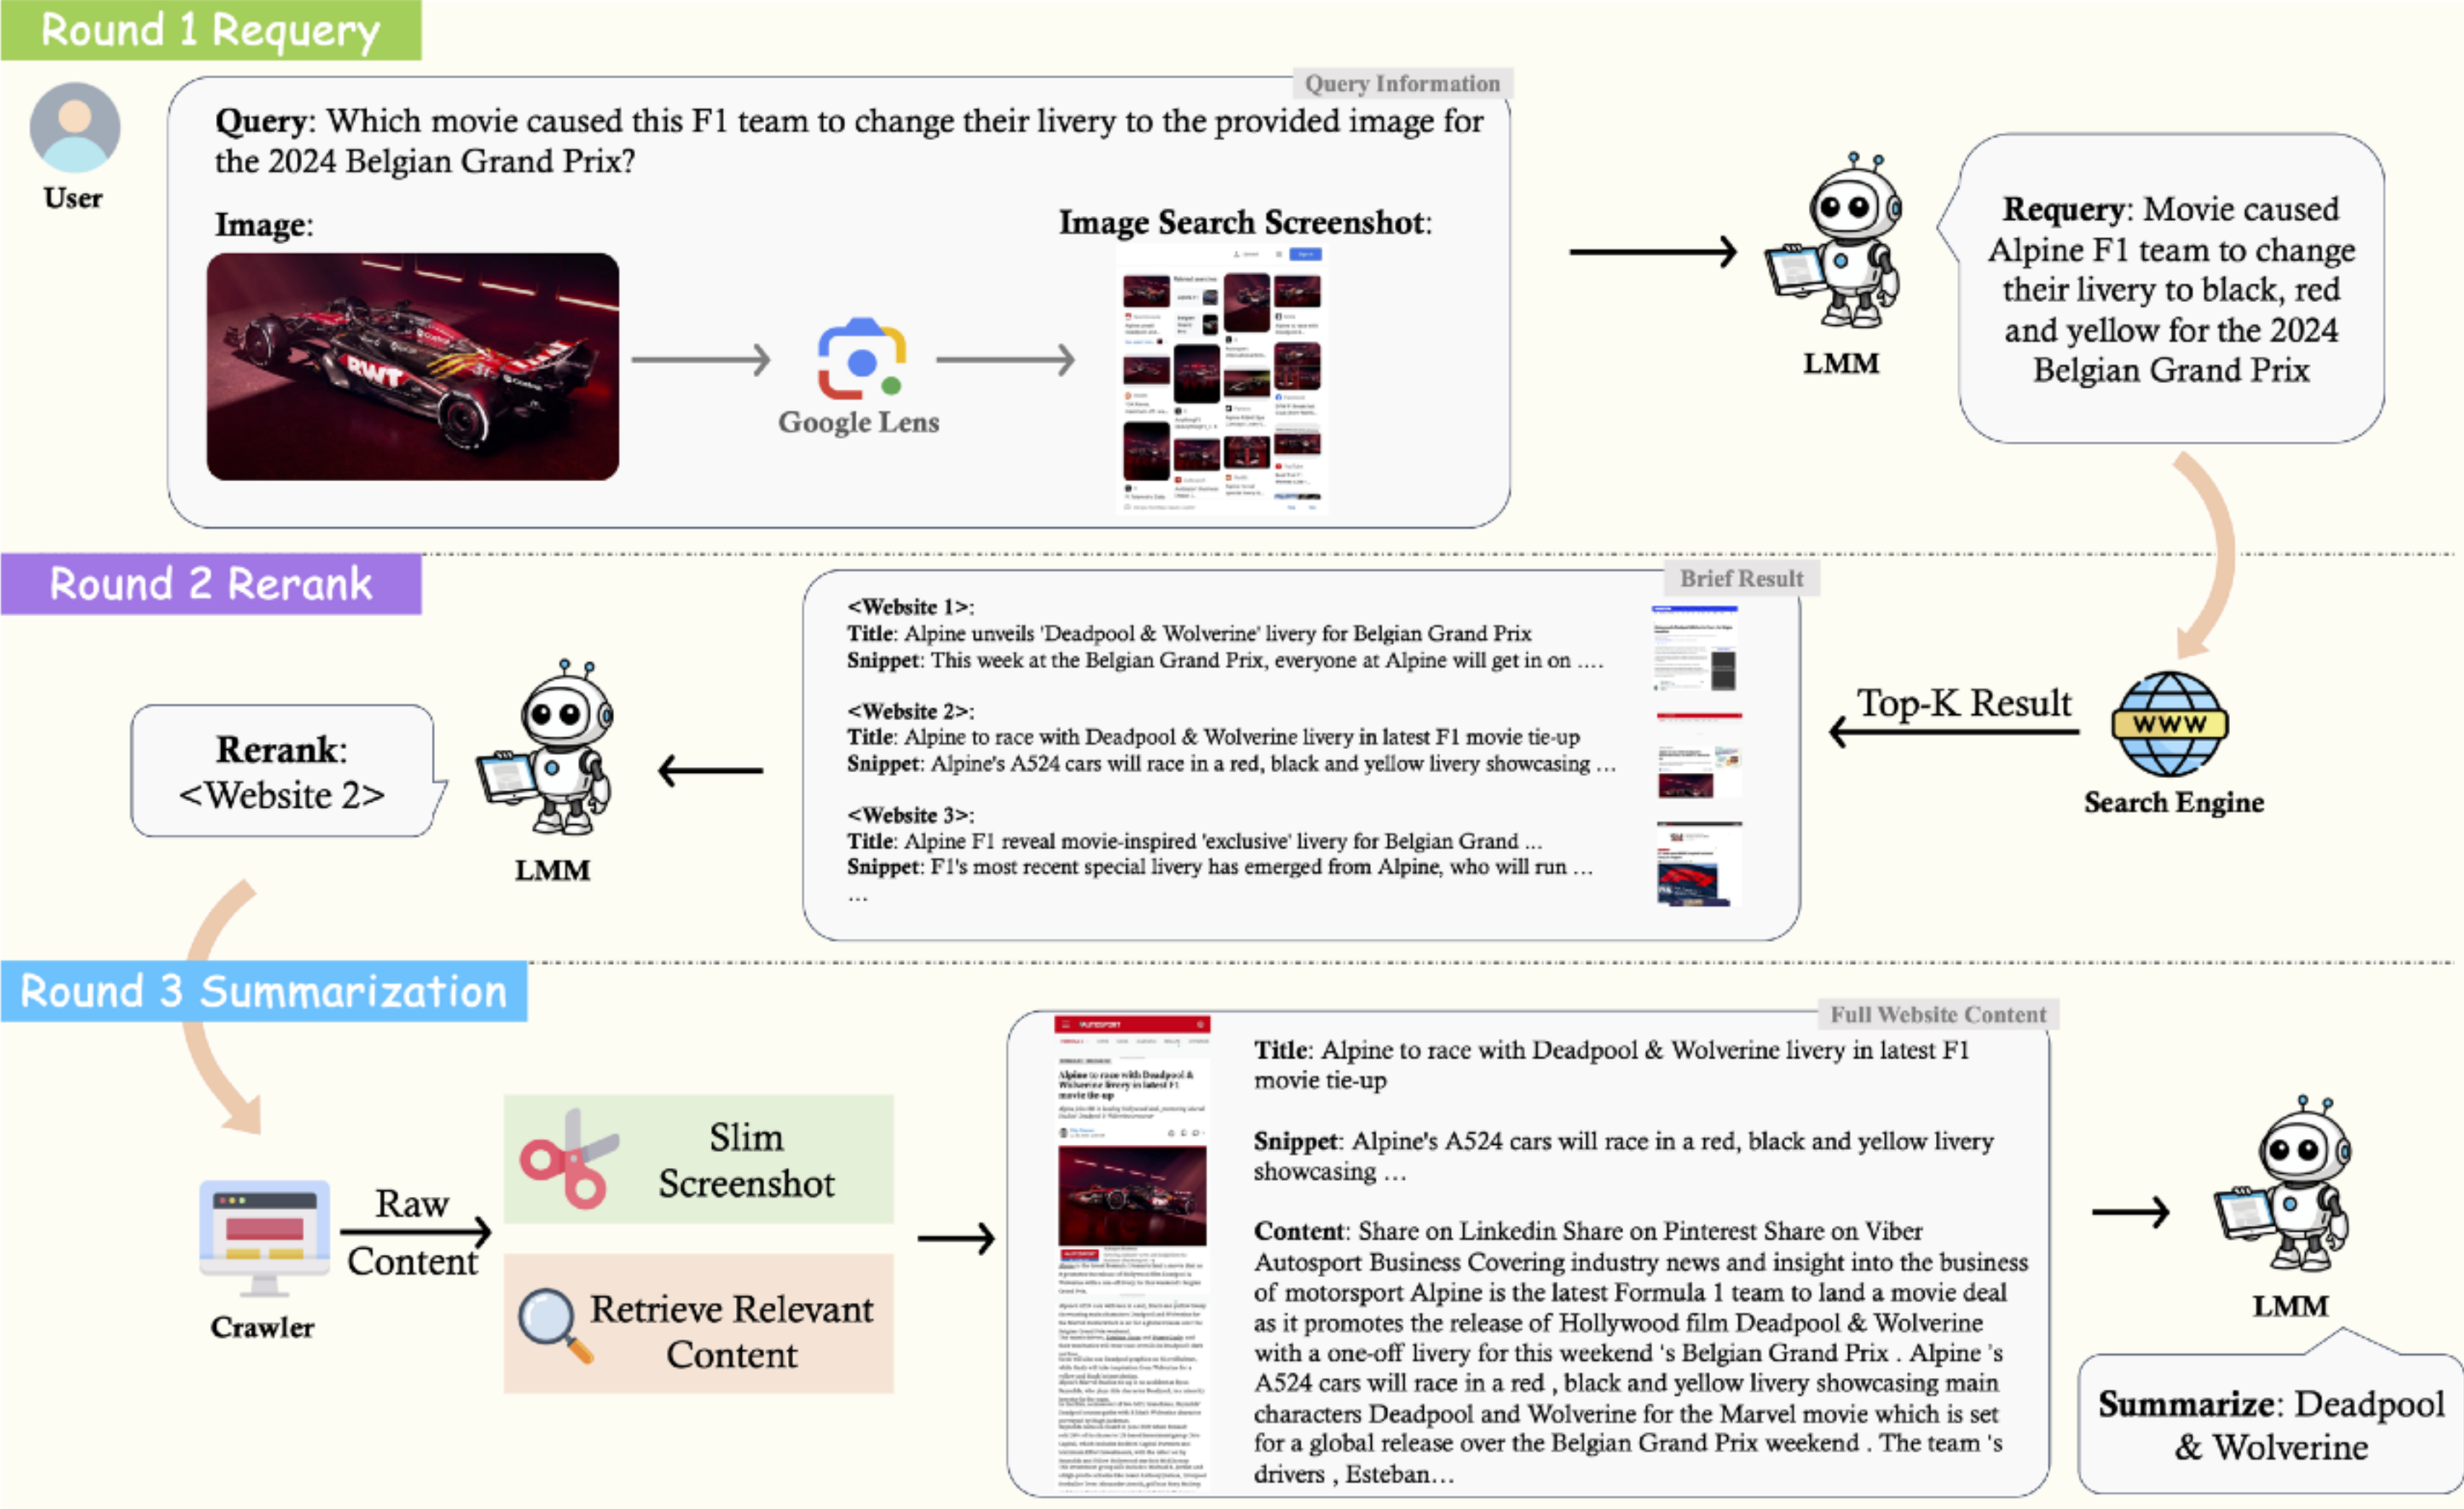 Round 1 Requery
Query Information
User
Query: Which movie caused this F1 team to change their livery to the provided image for
the 2024 Belgian Grand Prix?
Image:
RWT
Google Lens
Image Search Screenshot:
LMM
Requery: Movie caused
Alpine F1 team to change
their livery to black, red
and yellow for the 2024
Belgian Grand Prix
Round 2 Rerank
Brief Result
<Website 1>:
Title: Alpine unveils 'Deadpool & Wolverine' livery for Belgian Grand Prix
Snippet: This week at the Belgian Grand Prix, everyone at Alpine will get in on ....
<Website 2>:
Title: Alpine to race with Deadpool & Wolverine livery in latest F1 movie tie-up
Snippet: Alpine's A524 cars will race in a red, black and yellow livery showcasing ...
<Website 3>:
Title: Alpine F1 reveal movie-inspired 'exclusive' livery for Belgian Grand ...
Snippet: F1's most recent special livery has emerged from Alpine, who will run ...
...
Top-K Result
WWW
Search Engine
Rerank:
<Website 2>
LMM
Round 3 Summarization
Crawler
Raw
Content
Slim
Screenshot
Retrieve Relevant
Content
Full Website Content
AUTOSPORT
Alpine to race with Deadpool &
Wolverine livery in latest F1
movie tie-up
Title: Alpine to race with Deadpool & Wolverine livery in latest F1
movie tie-up
Snippet: Alpine's A524 cars will race in a red, black and yellow livery
showcasing ...
Content: Share on Linkedin Share on Pinterest Share on Viber
Autosport Business Covering industry news and insight into the business
of motorsport Alpine is the latest Formula 1 team to land a movie deal
as it promotes the release of Hollywood film Deadpool & Wolverine
with a one-off livery for this weekend 's Belgian Grand Prix . Alpine 's
A524 cars will race in a red , black and yellow livery showcasing main
characters Deadpool and Wolverine for the Marvel movie which is set
for a global release over the Belgian Grand Prix weekend . The team 's
drivers , Esteban...
LMM
Summarize: Deadpool
& Wolverine